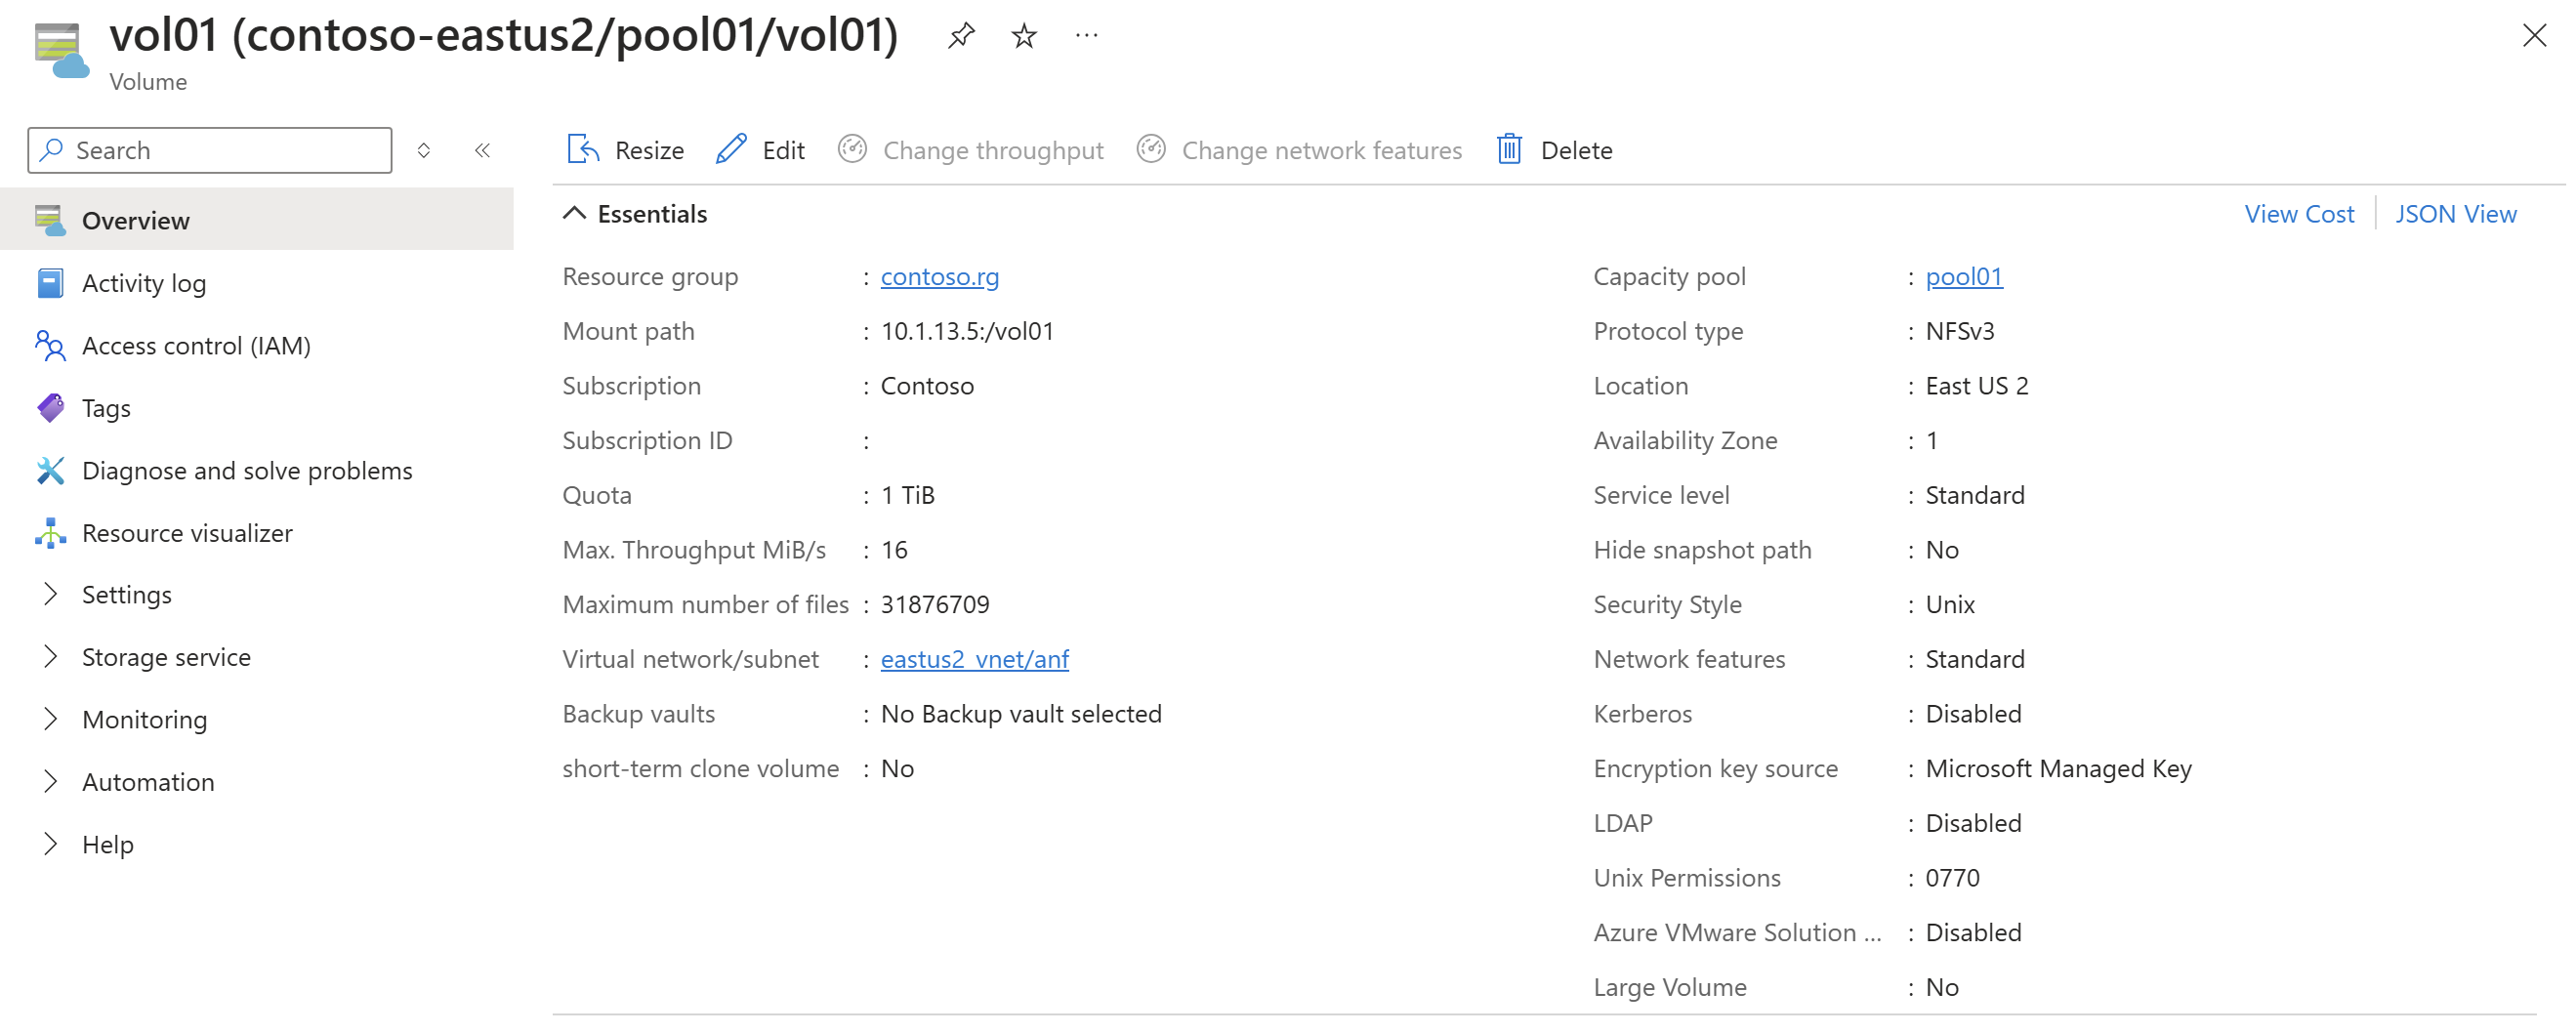 vol01 (contoso-eastus2/pool01/vol01)
Volume
Search
Overview
Activity log
Access control (IAM)
Tags
Diagnose and solve problems
Resource visualizer
Settings
Storage service
Monitoring
Automation
Help
Resize Edit Change throughput Change network features Delete
Essentials
View Cost JSON View
Resource group : contoso.rg
Mount path : 10.1.13.5:/vol01
Subscription : Contoso
Subscription ID :
Quota : 1 TiB
Max. Throughput MiB/s : 16
Maximum number of files : 31876709
Virtual network/subnet : eastus2_vnet/anf
Backup vaults : No Backup vault selected
short-term clone volume : No
Capacity pool : pool01
Protocol type : NFSv3
Location : East US 2
Availability Zone : 1
Service level : Standard
Hide snapshot path : No
Security Style : Unix
Network features : Standard
Kerberos : Disabled
Encryption key source : Microsoft Managed Key
LDAP : Disabled
Unix Permissions : 0770
Azure VMware Solution ... : Disabled
Large Volume : No